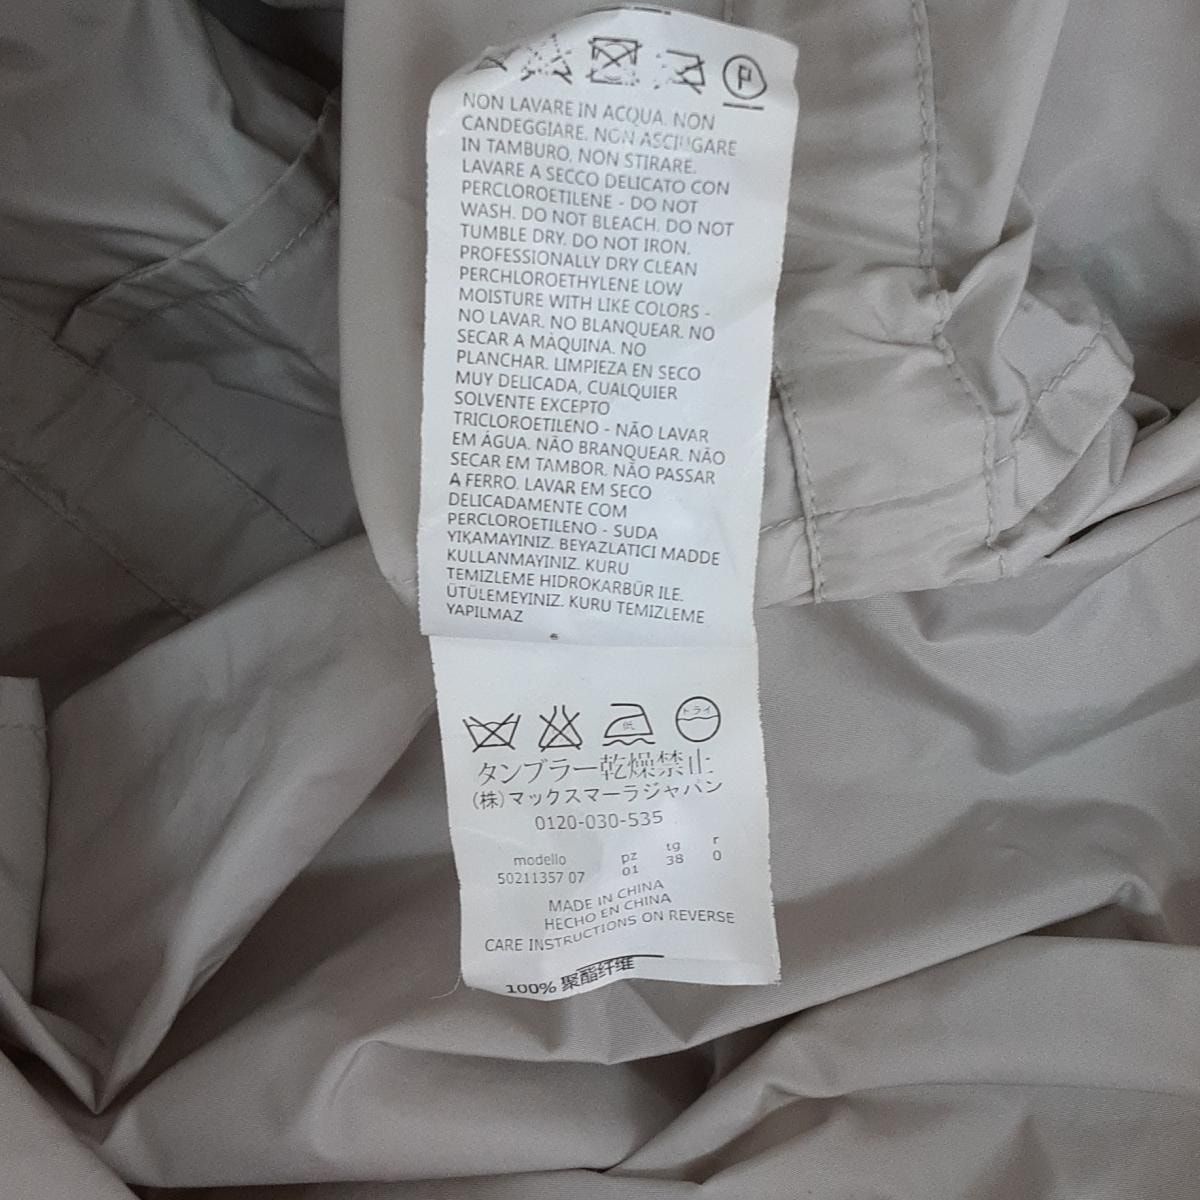 P
NON LAVARE IN ACQUA. NON
CANDEGGIARE. NON ASCIUGARE
IN TAMBURO, NON STIRARE.
LAVARE A SECCO DELICATO CON
PERCLOROETILENE - DO NOT
WASH. DO NOT BLEACH. DO NOT
TUMBLE DRY. DO NOT IRON.
PROFESSIONALLY DRY CLEAN
PERCHLOROETHYLENE LOW
MOISTURE WITH LIKE COLORS -
NO LAVAR. NO BLANQUEAR. NO
SECAR A MÁQUINA. NO
PLANCHAR. LIMPIEZA EN SECO
MUY DELICADA, CUALQUIER
SOLVENTE EXCEPTO
TRICLOROETILENO - NÃO LAVAR
EM ÁGUA. NÃO BRANQUEAR. NÃO
SECAR EM TAMBOR. NÃO PASSAR
A FERRO. LAVAR EM SECO
DELICADAMENTE COM
PERCLOROETILENO - SUDA
YIKAMAYINIZ. BEYAZLATICI MADDE
KULLANMAYINIZ. KURU
TEMIZLEME HIDROKARBÜR ILE.
ÜTÜLEMEYINIZ. KURU TEMIZLEME
YAPILMAZ
低 ドライ
タンブラー乾燥禁止
(株)マックスマーラジャパン
0120-030-535
modello pz tg r
50211357 07 01 38 0
MADE IN CHINA
HECHO EN CHINA
CARE INSTRUCTIONS ON REVERSE
100% 聚酯纤维